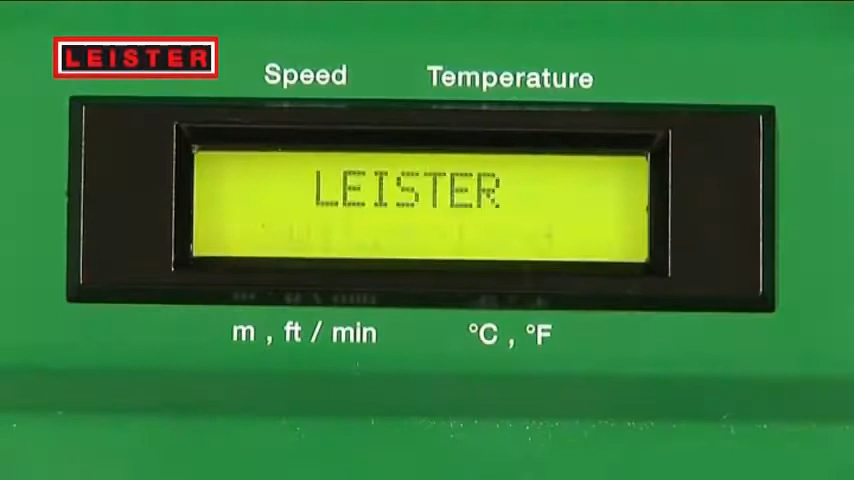 LEISTER
Speed Temperature
LEISTER
m , ft / min °C , °F